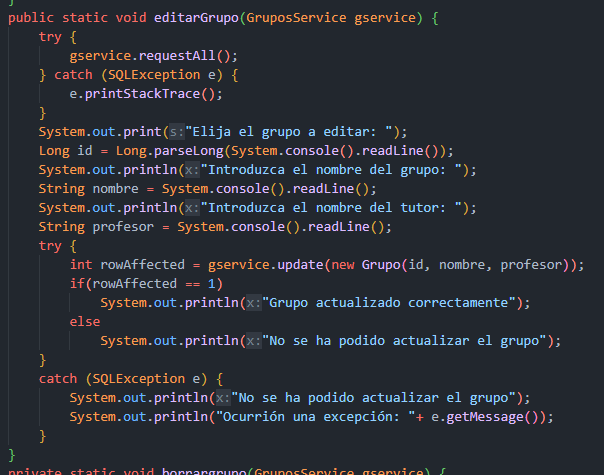 }
public static void editarGrupo(GruposService gservice) {
try {
gservice.requestAll();
} catch (SQLException e) {
e.printStackTrace();
}
System.out.print(s:"Elija el grupo a editar: ");
Long id = Long.parseLong(System.console().readLine());
System.out.println(x:"Introduzca el nombre del grupo: ");
String nombre = System.console().readLine();
System.out.println(x:"Introduzca el nombre del tutor: ");
String profesor = System.console().readLine();
try {
int rowAffected = gservice.update(new Grupo(id, nombre, profesor));
if(rowAffected == 1)
System.out.println(x:"Grupo actualizado correctamente");
else
System.out.println(x:"No se ha podido actualizar el grupo");
}
catch (SQLException e) {
System.out.println(x:"No se ha podido actualizar el grupo");
System.out.println("Ocurrión una excepción: "+ e.getMessage());
}
}
private static void borrargrupo(GruposService gservice) {